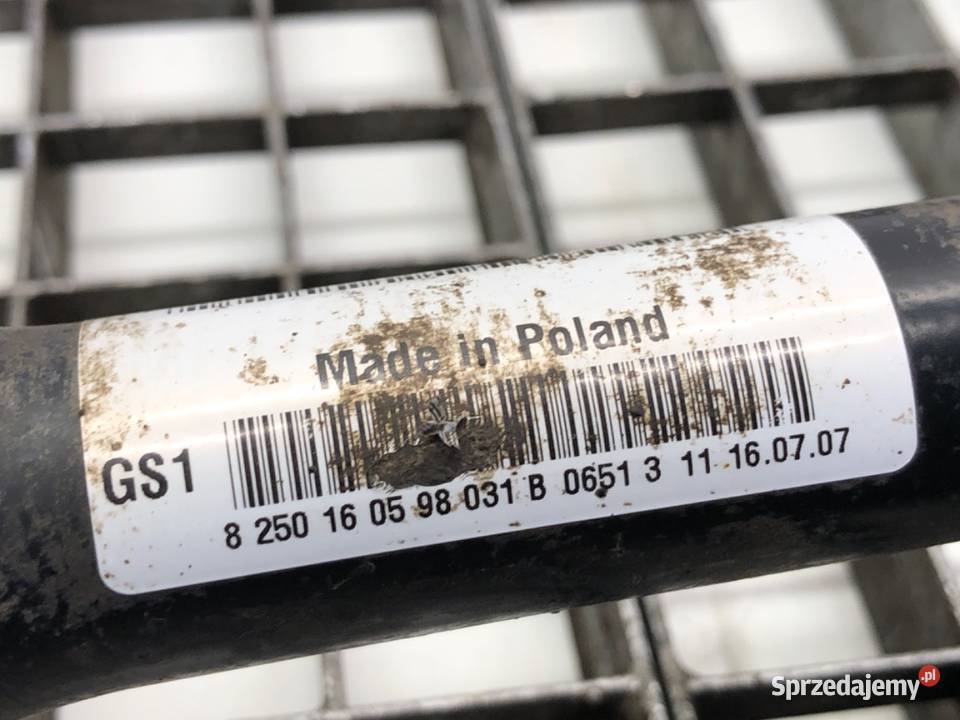 Made in Poland
GS1
8 250 16 05 98 031 B 0651 3 11 16.07.07
Sprzedajemy.pl